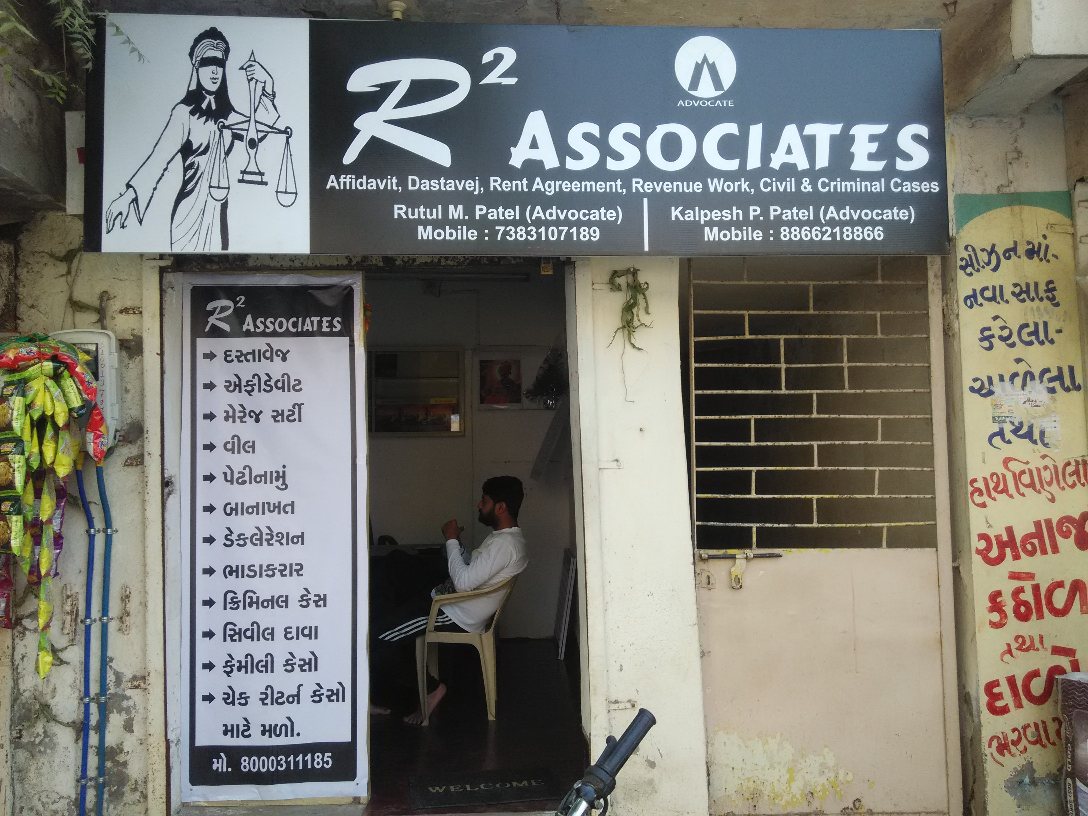 R2 ASSOCIATES
ADVOCATE
Affidavit, Dastavej, Rent Agreement, Revenue Work, Civil & Criminal Cases
Rutul M. Patel (Advocate)
Mobile : 7383107189
Kalpesh P. Patel (Advocate)
Mobile : 8866218866
R2 ASSOCIATES
➜ દસ્તાવેજ
➜ એફીડેવીટ
➜ મેરેજ સર્ટી
➜ વીલ
➜ પેઢીનામું
➜ બાનાખત
➜ ડેકલેરેશન
➜ ભાડાકરાર
➜ ક્રિમિનલ કેસ
➜ સિવીલ દાવા
➜ ફેમીલી કેસો
➜ ચેક રીટર્ન કેસો
માટે મળો.
મો. 8000311185
WELCOME
સીઝન માં-
નવા સાફ
કરેલા-
ચાળેલા
તથા
હાથવિણેલા
અનાજ
કઠોળ
તથા
દાળો
ભરવા